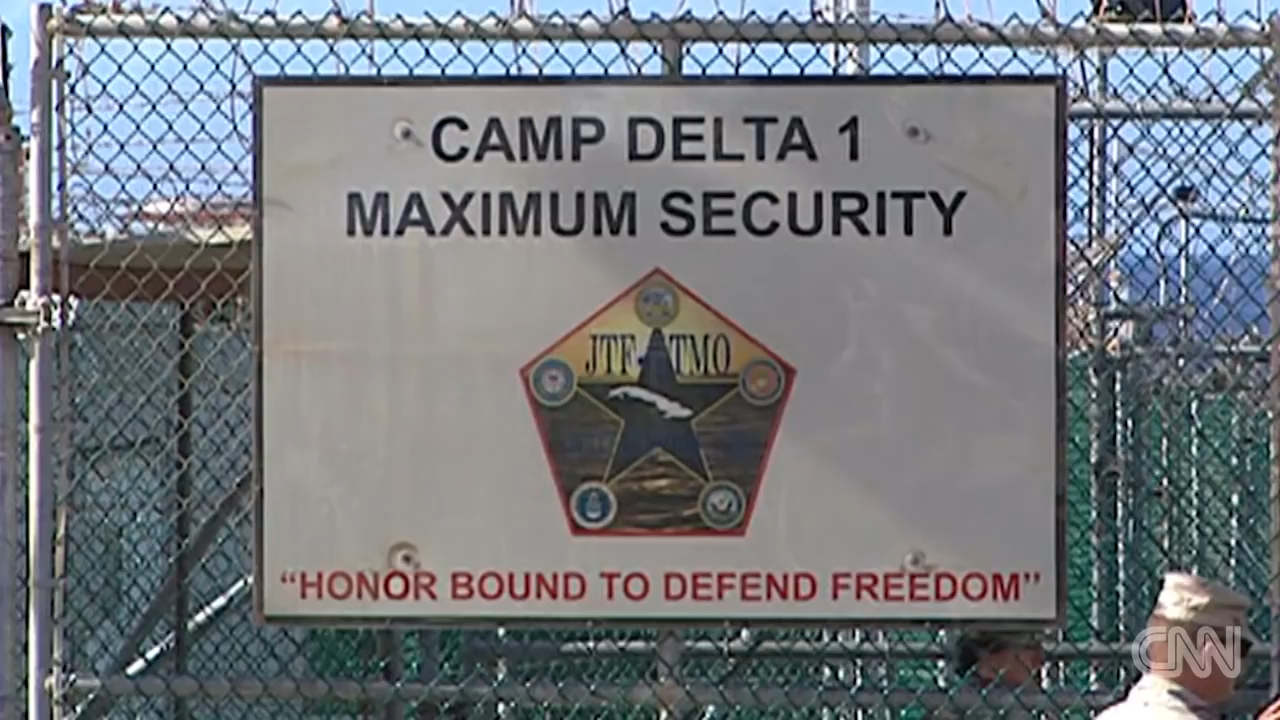 CAMP DELTA 1
MAXIMUM SECURITY
JTF-GTMO
"HONOR BOUND TO DEFEND FREEDOM"
CNN